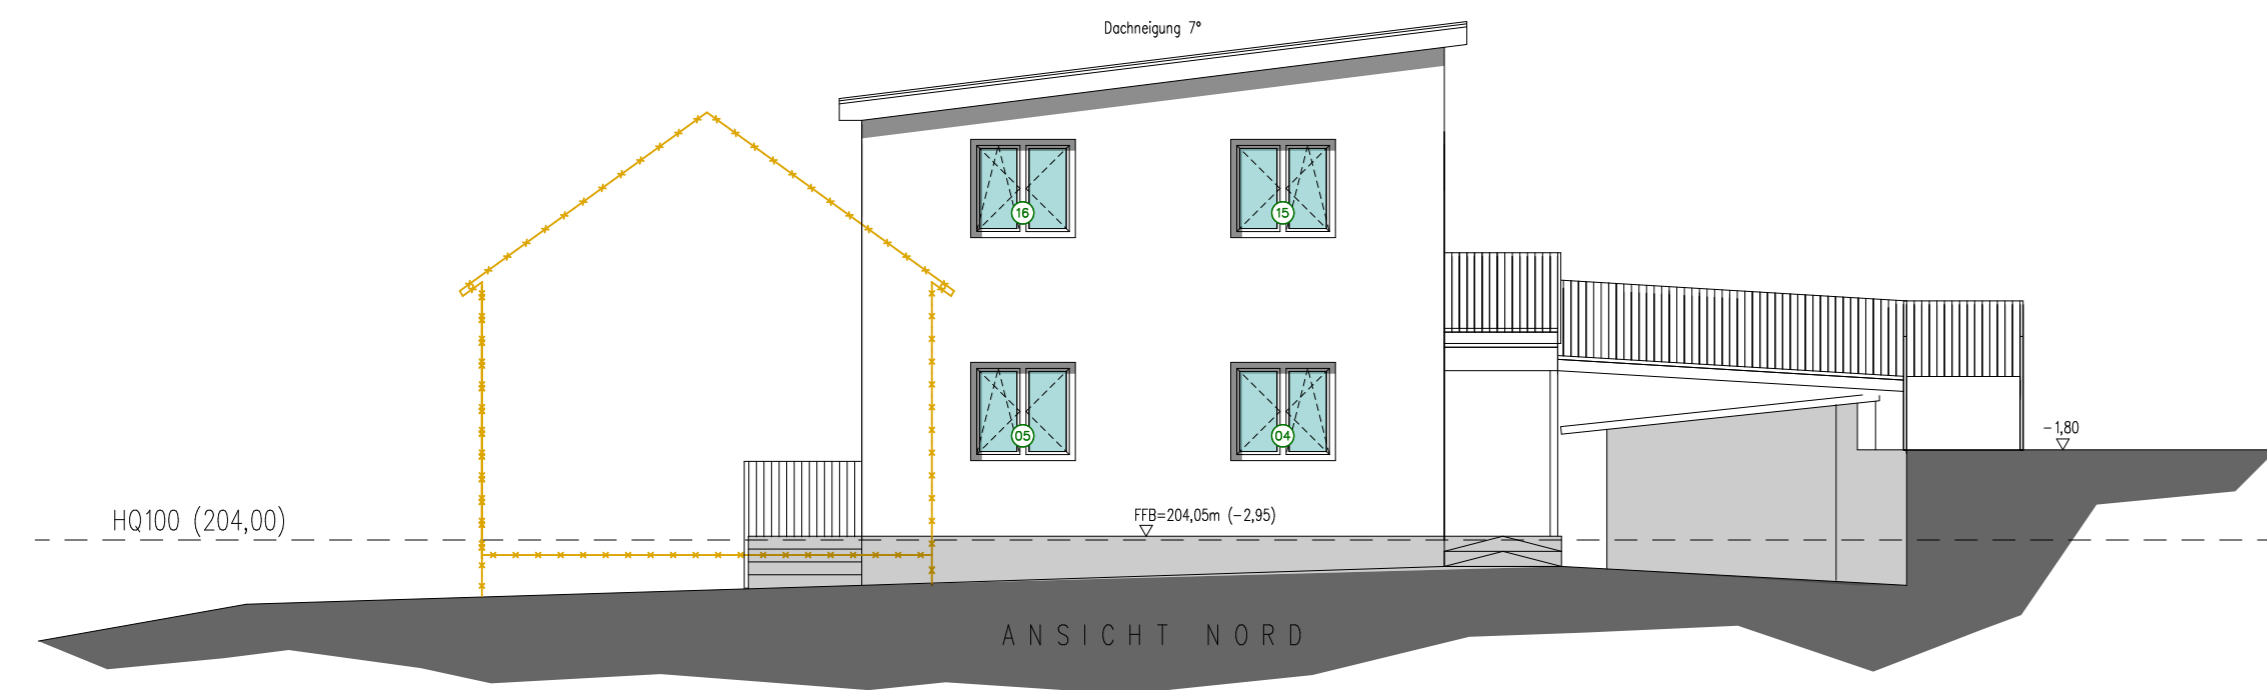 Dachneigung 7°
16
15
05
04
-1,80
HQ100 (204,00)
FFB=204,05m (-2,95)
ANSICHT NORD